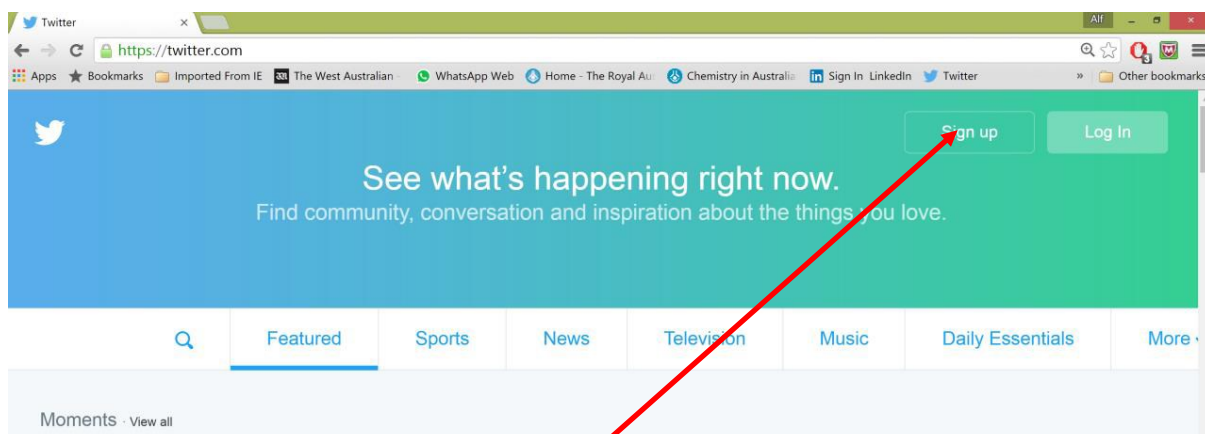 Twitter
Alf
https://twitter.com
3
Apps Bookmarks Imported From IE The West Australian - WhatsApp Web Home - The Royal Au Chemistry in Australia Sign In LinkedIn Twitter » Other bookmarks
Sign up Log In
See what's happening right now.
Find community, conversation and inspiration about the things you love.
Featured Sports News Television Music Daily Essentials More
Moments · View all